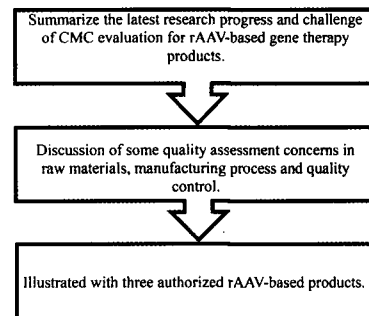 Summarize the latest research progress and challenge
of CMC evaluation for rAAV-based gene therapy
products.
Discussion of some quality assessment concerns in
raw materials, manufacturing process and quality
control.
Illustrated with three authorized rAAV-based products.